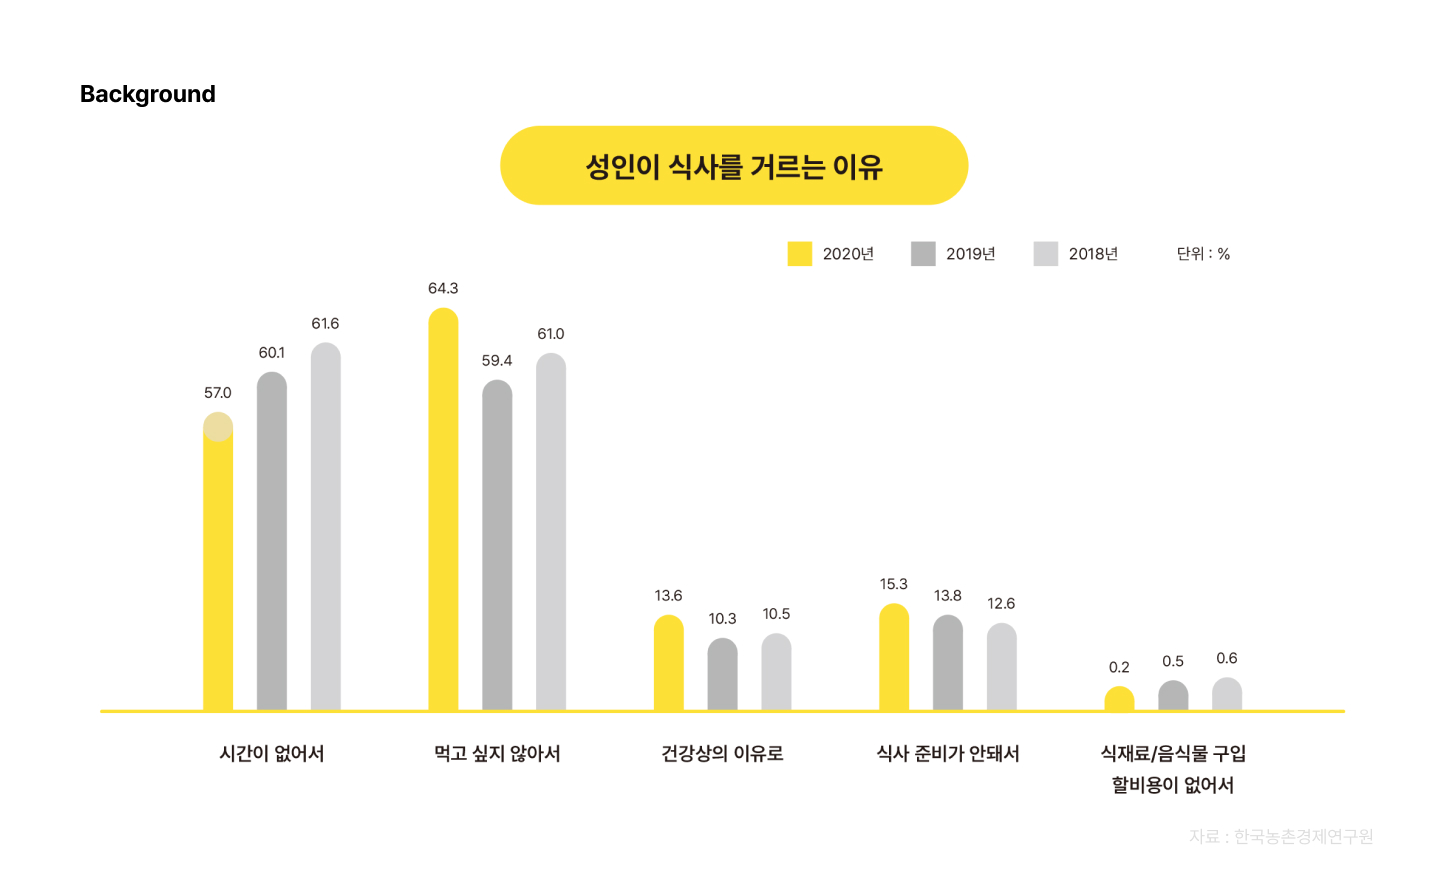 Background
성인이 식사를 거르는 이유
2020년 2019년 2018년 단위 : %
57.0 60.1 61.6 64.3 59.4 61.0 13.6 10.3 10.5 15.3 13.8 12.6 0.2 0.5 0.6
시간이 없어서 먹고 싶지 않아서 건강상의 이유로 식사 준비가 안돼서 식재료/음식물 구입
할비용이 없어서
자료 : 한국농촌경제연구원